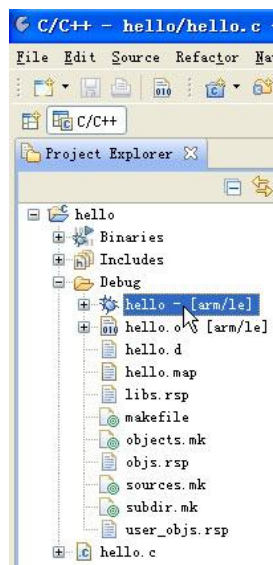 C/C++ - hello/hello.c -
File Edit Source Refactor Na
C/C++
Project Explorer
hello
Binaries
Includes
Debug
hello - [arm/le]
hello.o - [arm/le]
hello.d
hello.map
libs.rsp
makefile
objects.mk
objs.rsp
sources.mk
subdir.mk
user_objs.rsp
hello.c